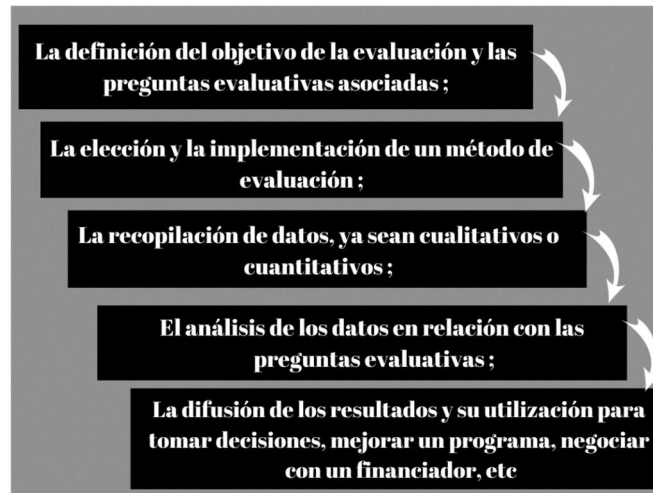 La definición del objetivo de la evaluación y las
preguntas evaluativas asociadas ;
La elección y la implementación de un método de
evaluación ;
La recopilación de datos, ya sean cualitativos o
cuantitativos ;
El análisis de los datos en relación con las
preguntas evaluativas ;
La difusión de los resultados y su utilización para
tomar decisiones, mejorar un programa, negociar
con un financiador, etc